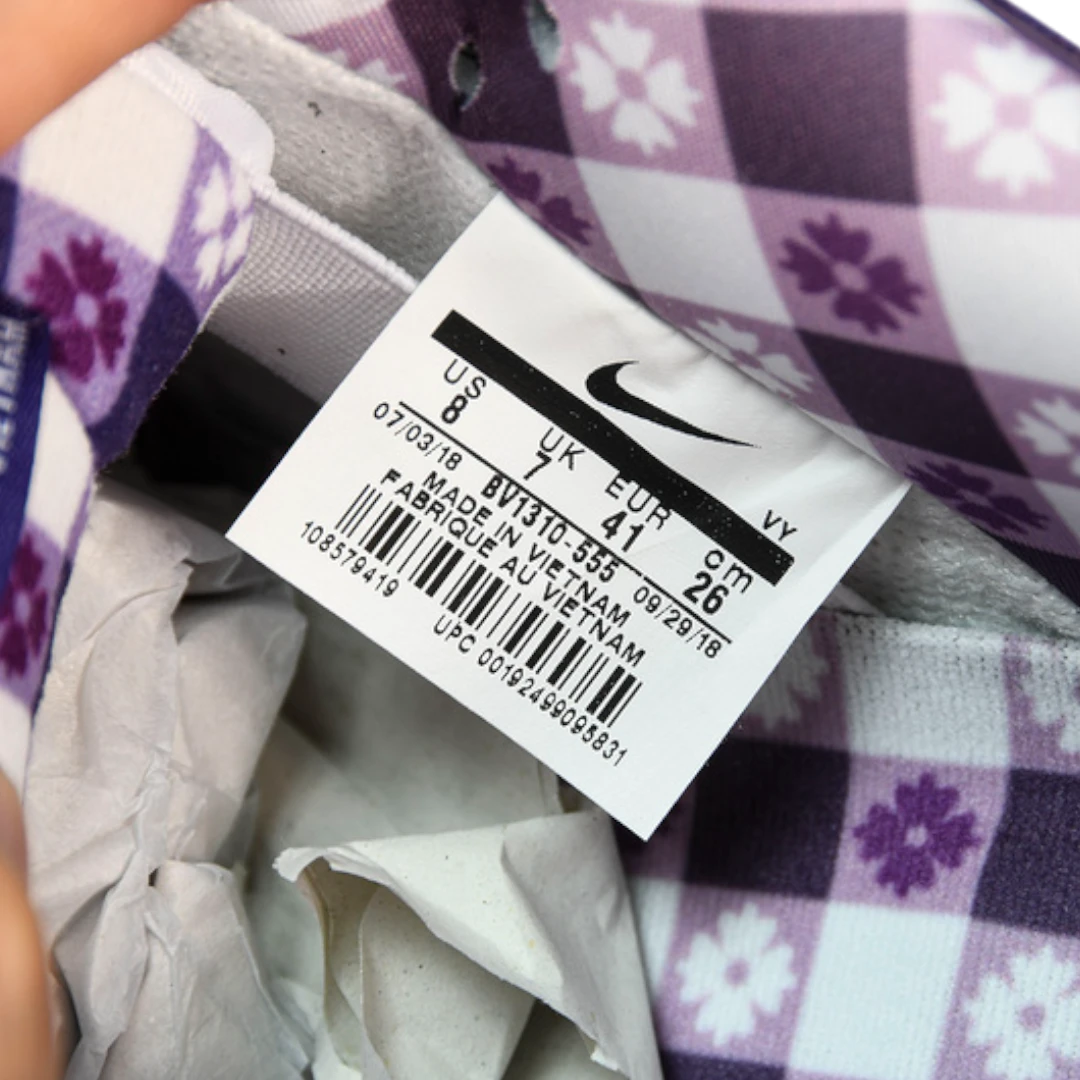 VY
US UK EUR cm
8 7 41 26
07/03/18 BV1310-555 09/29/18
MADE IN VIETNAM
FABRIQUE AU VIETNAM
108579419
UPC 00192499095831